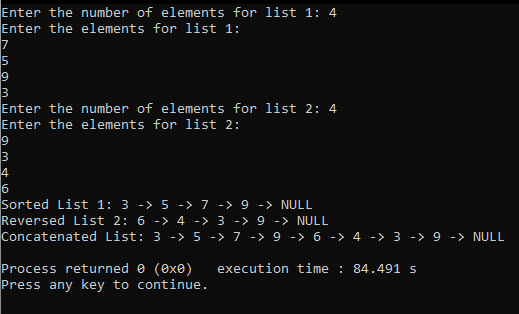 Enter the number of elements for list 1: 4
Enter the elements for list 1:
7
5
9
3
Enter the number of elements for list 2: 4
Enter the elements for list 2:
9
3
4
6
Sorted List 1: 3 -> 5 -> 7 -> 9 -> NULL
Reversed List 2: 6 -> 4 -> 3 -> 9 -> NULL
Concatenated List: 3 -> 5 -> 7 -> 9 -> 6 -> 4 -> 3 -> 9 -> NULL
Process returned 0 (0x0)   execution time : 84.491 s
Press any key to continue.